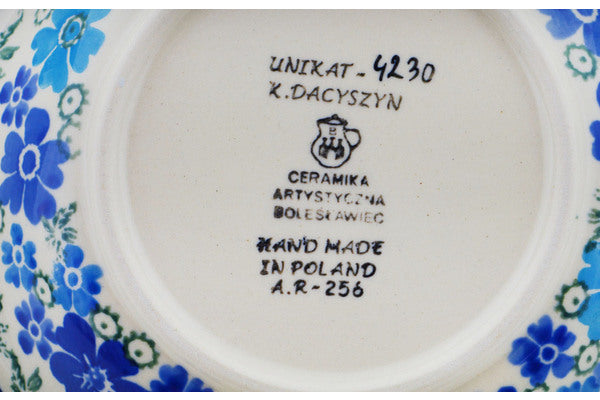 UNIKAT - 4230
K. DACYSZYN
B
CERAMIKA
ARTYSTYCZNA
BOLESŁAWIEC
HAND MADE
IN POLAND
A.R-256